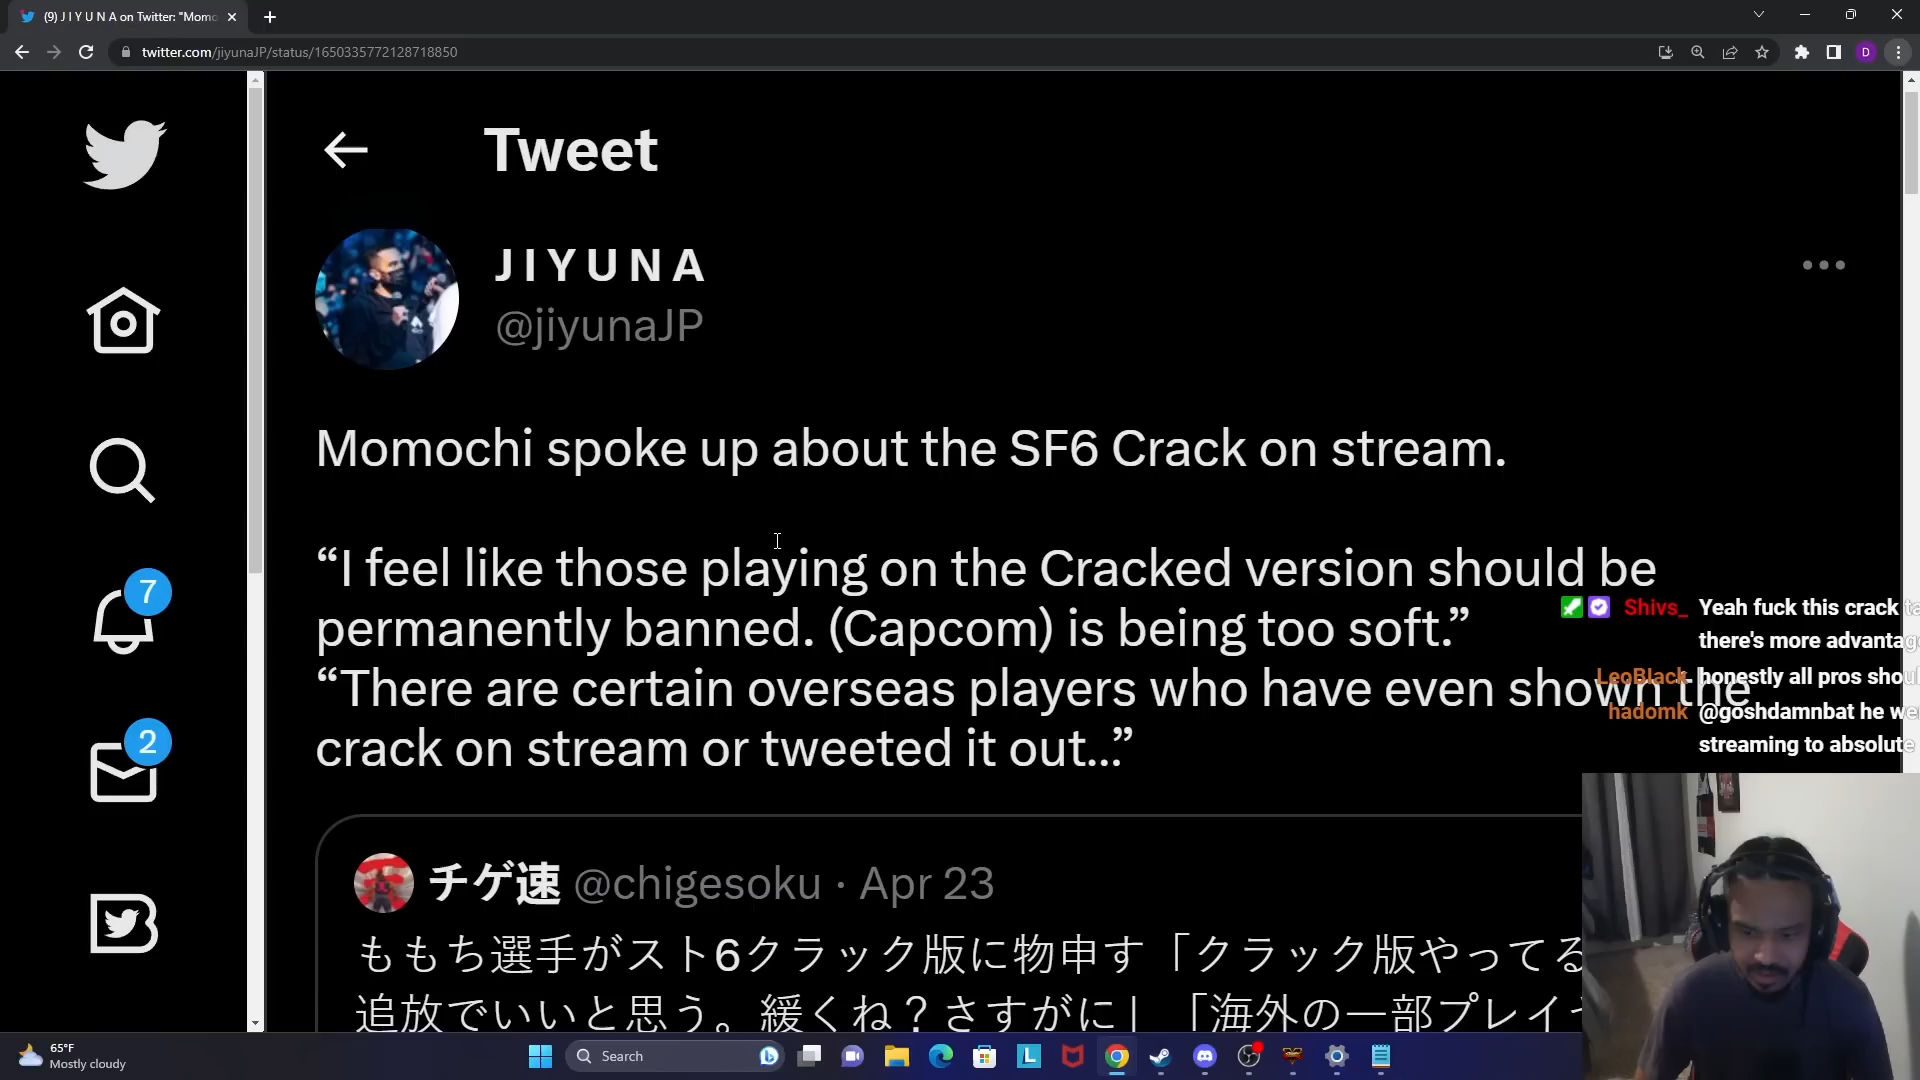 (9) J I Y U N A on Twitter: "Momo
twitter.com/jiyunaJP/status/1650335772128718850
D
Tweet
J I Y U N A
@jiyunaJP
Momochi spoke up about the SF6 Crack on stream.
“I feel like those playing on the Cracked version should be
permanently banned. (Capcom) is being too soft.”
“There are certain overseas players who have even shown the
crack on stream or tweeted it out...”
7
2
Shivs_ Yeah fuck this crack
there's more
LeoBlack honestly all pros
hadomk @goshdamnbat he
streaming to absolute
チゲ速 @chigesoku · Apr 23
ももち選手がスト6クラック版に物申す「クラック版やってる
追放でいいと思う。緩くね？さすがに」「海外の一部プレイ
65°F
Mostly cloudy
Search
L